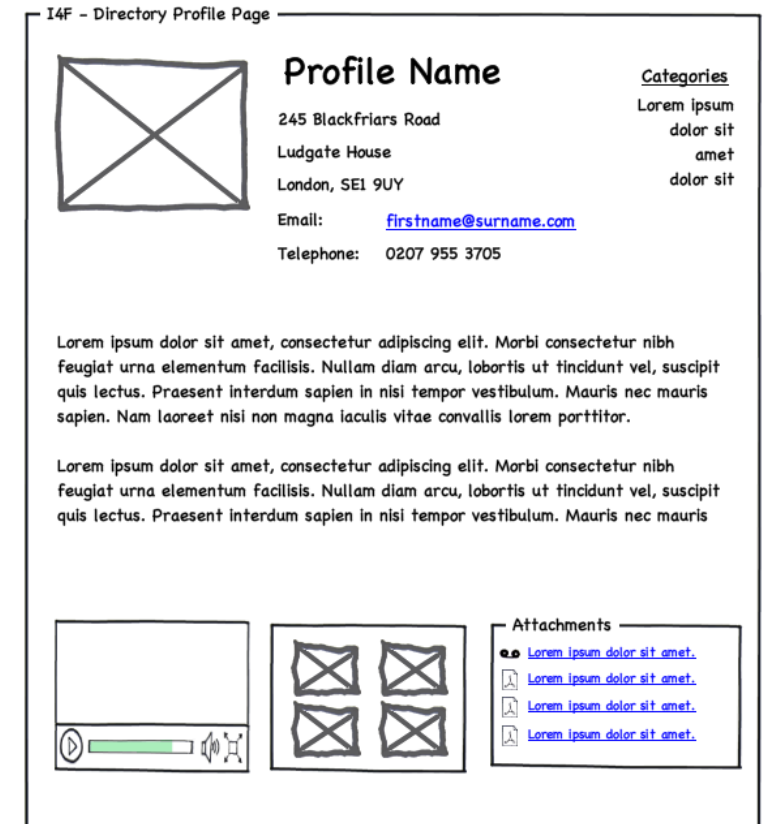 I4F - Directory Profile Page
Profile Name
245 Blackfriars Road
Ludgate House
London, SE1 9UY
Email: firstname@surname.com
Telephone: 0207 955 3705
Categories
Lorem ipsum
dolor sit
amet
dolor sit
Lorem ipsum dolor sit amet, consectetur adipiscing elit. Morbi consectetur nibh
feugiat urna elementum facilisis. Nullam diam arcu, lobortis ut tincidunt vel, suscipit
quis lectus. Praesent interdum sapien in nisi tempor vestibulum. Mauris nec mauris
sapien. Nam laoreet nisi non magna iaculis vitae convallis lorem porttitor.
Lorem ipsum dolor sit amet, consectetur adipiscing elit. Morbi consectetur nibh
feugiat urna elementum facilisis. Nullam diam arcu, lobortis ut tincidunt vel, suscipit
quis lectus. Praesent interdum sapien in nisi tempor vestibulum. Mauris nec mauris
Attachments
Lorem ipsum dolor sit amet.
Lorem ipsum dolor sit amet.
Lorem ipsum dolor sit amet.
Lorem ipsum dolor sit amet.